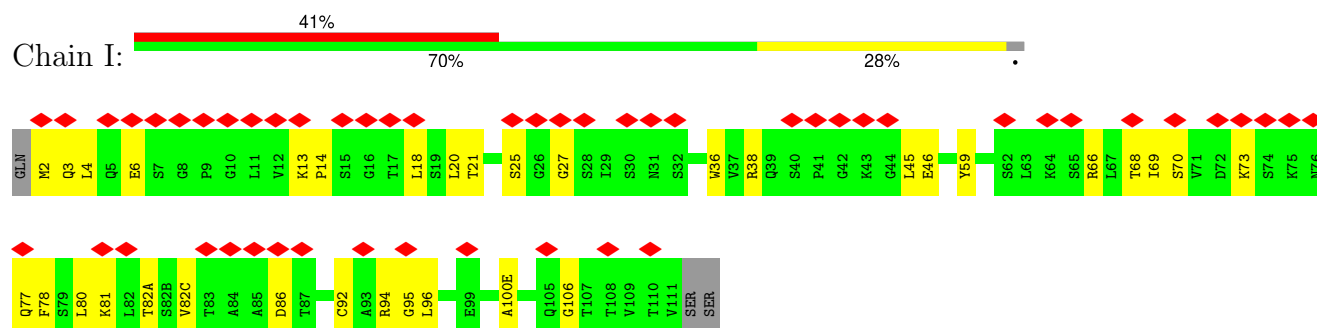 41%
Chain I:
70% 28% •
GLN M2 Q3 L4 Q5 E6 S7 G8 P9 G10 L11 V12 K13 P14 S15 G16 T17 L18 S19 L20 T21 S25 G26 G27 S28 I29 S30 N31 S32 W36 V37 R38 Q39 S40 P41 G42 K43 G44 L45 E46 Y59 S62 L63 K64 S65 R66 L67 T68 I69 S70 V71 D72 K73 S74 K75 N76
Q77 F78 S79 L80 K81 L82 T82A S82B V82C T83 A84 A85 D86 T87 C92 A93 R94 G95 L96 E99 A100E Q105 G106 T107 T108 V109 T110 V111 SER SER